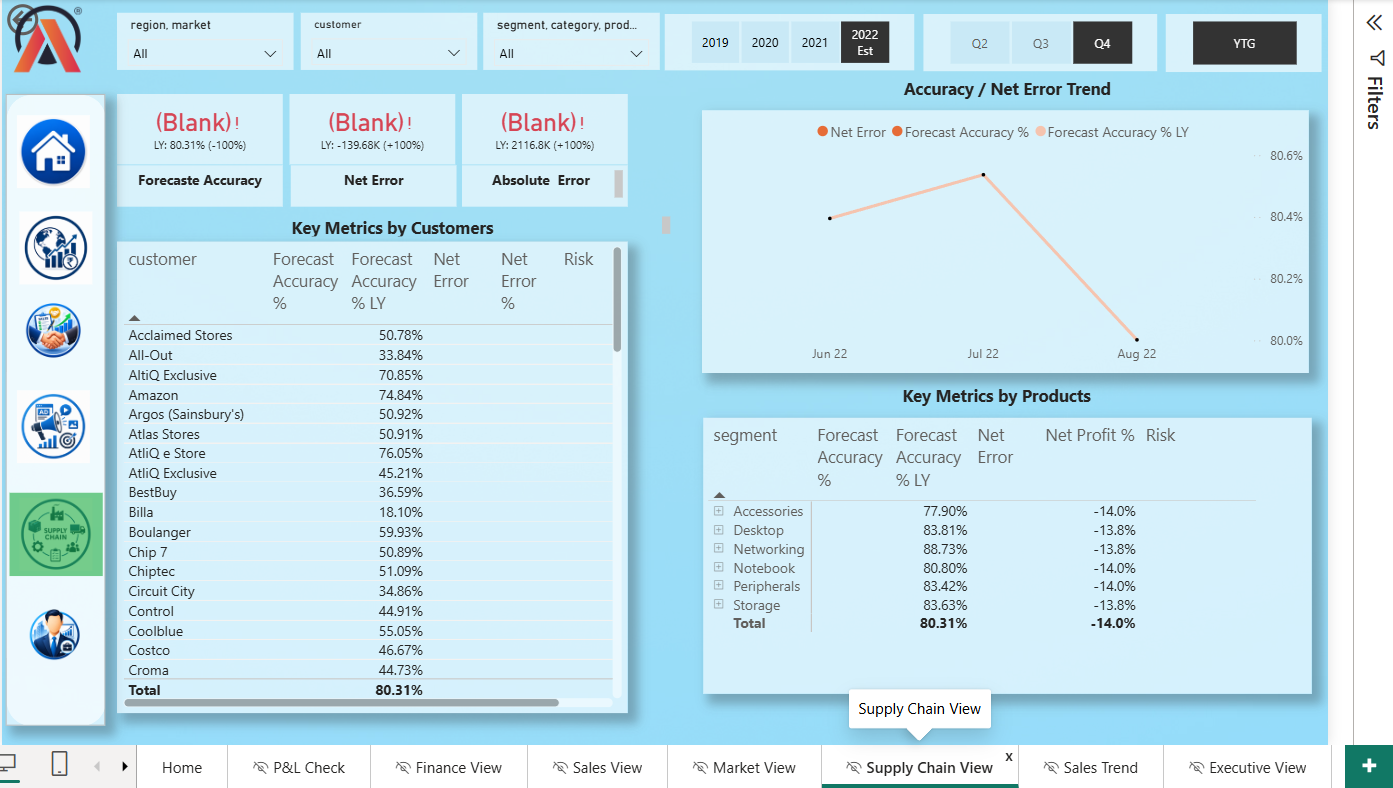 region, market
All
customer
All
segment, category, prod...
All
2019
2020
2021
2022
Est
Q2
Q3
Q4
YTG
Filters
(Blank) !
LY: 80.31% (-100%)
Forecaste Accuracy
(Blank) !
LY: -139.68K (+100%)
Net Error
(Blank) !
LY: 2116.8K (+100%)
Absolute Error
Accuracy / Net Error Trend
Net Error Forecast Accuracy % Forecast Accuracy % LY
80.6%
80.4%
80.2%
80.0%
Jun 22 Jul 22 Aug 22
Key Metrics by Customers
customer Forecast Accuracy % Forecast Accuracy % LY Net Error Net Error % Risk
Acclaimed Stores 50.78%
All-Out 33.84%
AltiQ Exclusive 70.85%
Amazon 74.84%
Argos (Sainsbury's) 50.92%
Atlas Stores 50.91%
AtliQ e Store 76.05%
AtliQ Exclusive 45.21%
BestBuy 36.59%
Billa 18.10%
Boulanger 59.93%
Chip 7 50.89%
Chiptec 51.09%
Circuit City 34.86%
Control 44.91%
Coolblue 55.05%
Costco 46.67%
Croma 44.73%
Total 80.31%
Key Metrics by Products
segment Forecast Accuracy % Forecast Accuracy % LY Net Error Net Profit % Risk
Accessories 77.90% -14.0%
Desktop 83.81% -13.8%
Networking 88.73% -13.8%
Notebook 80.80% -14.0%
Peripherals 83.42% -14.0%
Storage 83.63% -13.8%
Total 80.31% -14.0%
SUPPLY
CHAIN
Supply Chain View
Home
P&L Check
Finance View
Sales View
Market View
Supply Chain View
x
Sales Trend
Executive View
+